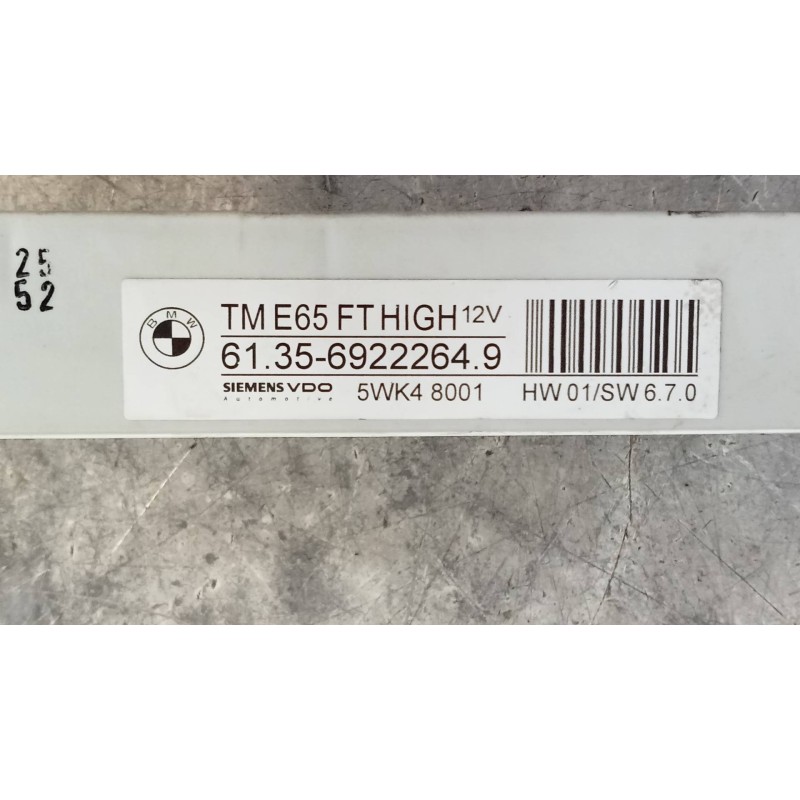 25
52
BMW
TM E65 FT HIGH 12V
61.35-6922264.9
SIEMENS VDO
Automotive
5WK4 8001
HW 01/SW 6.7.0